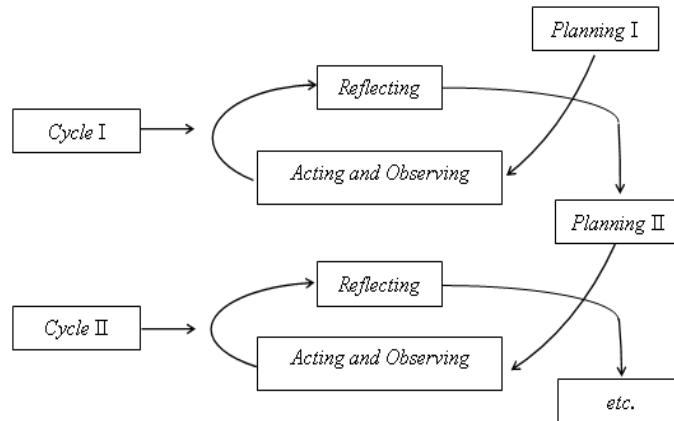 Planning I
Reflecting
Cycle I
Acting and Observing
Planning II
Reflecting
Cycle II
Acting and Observing
etc.